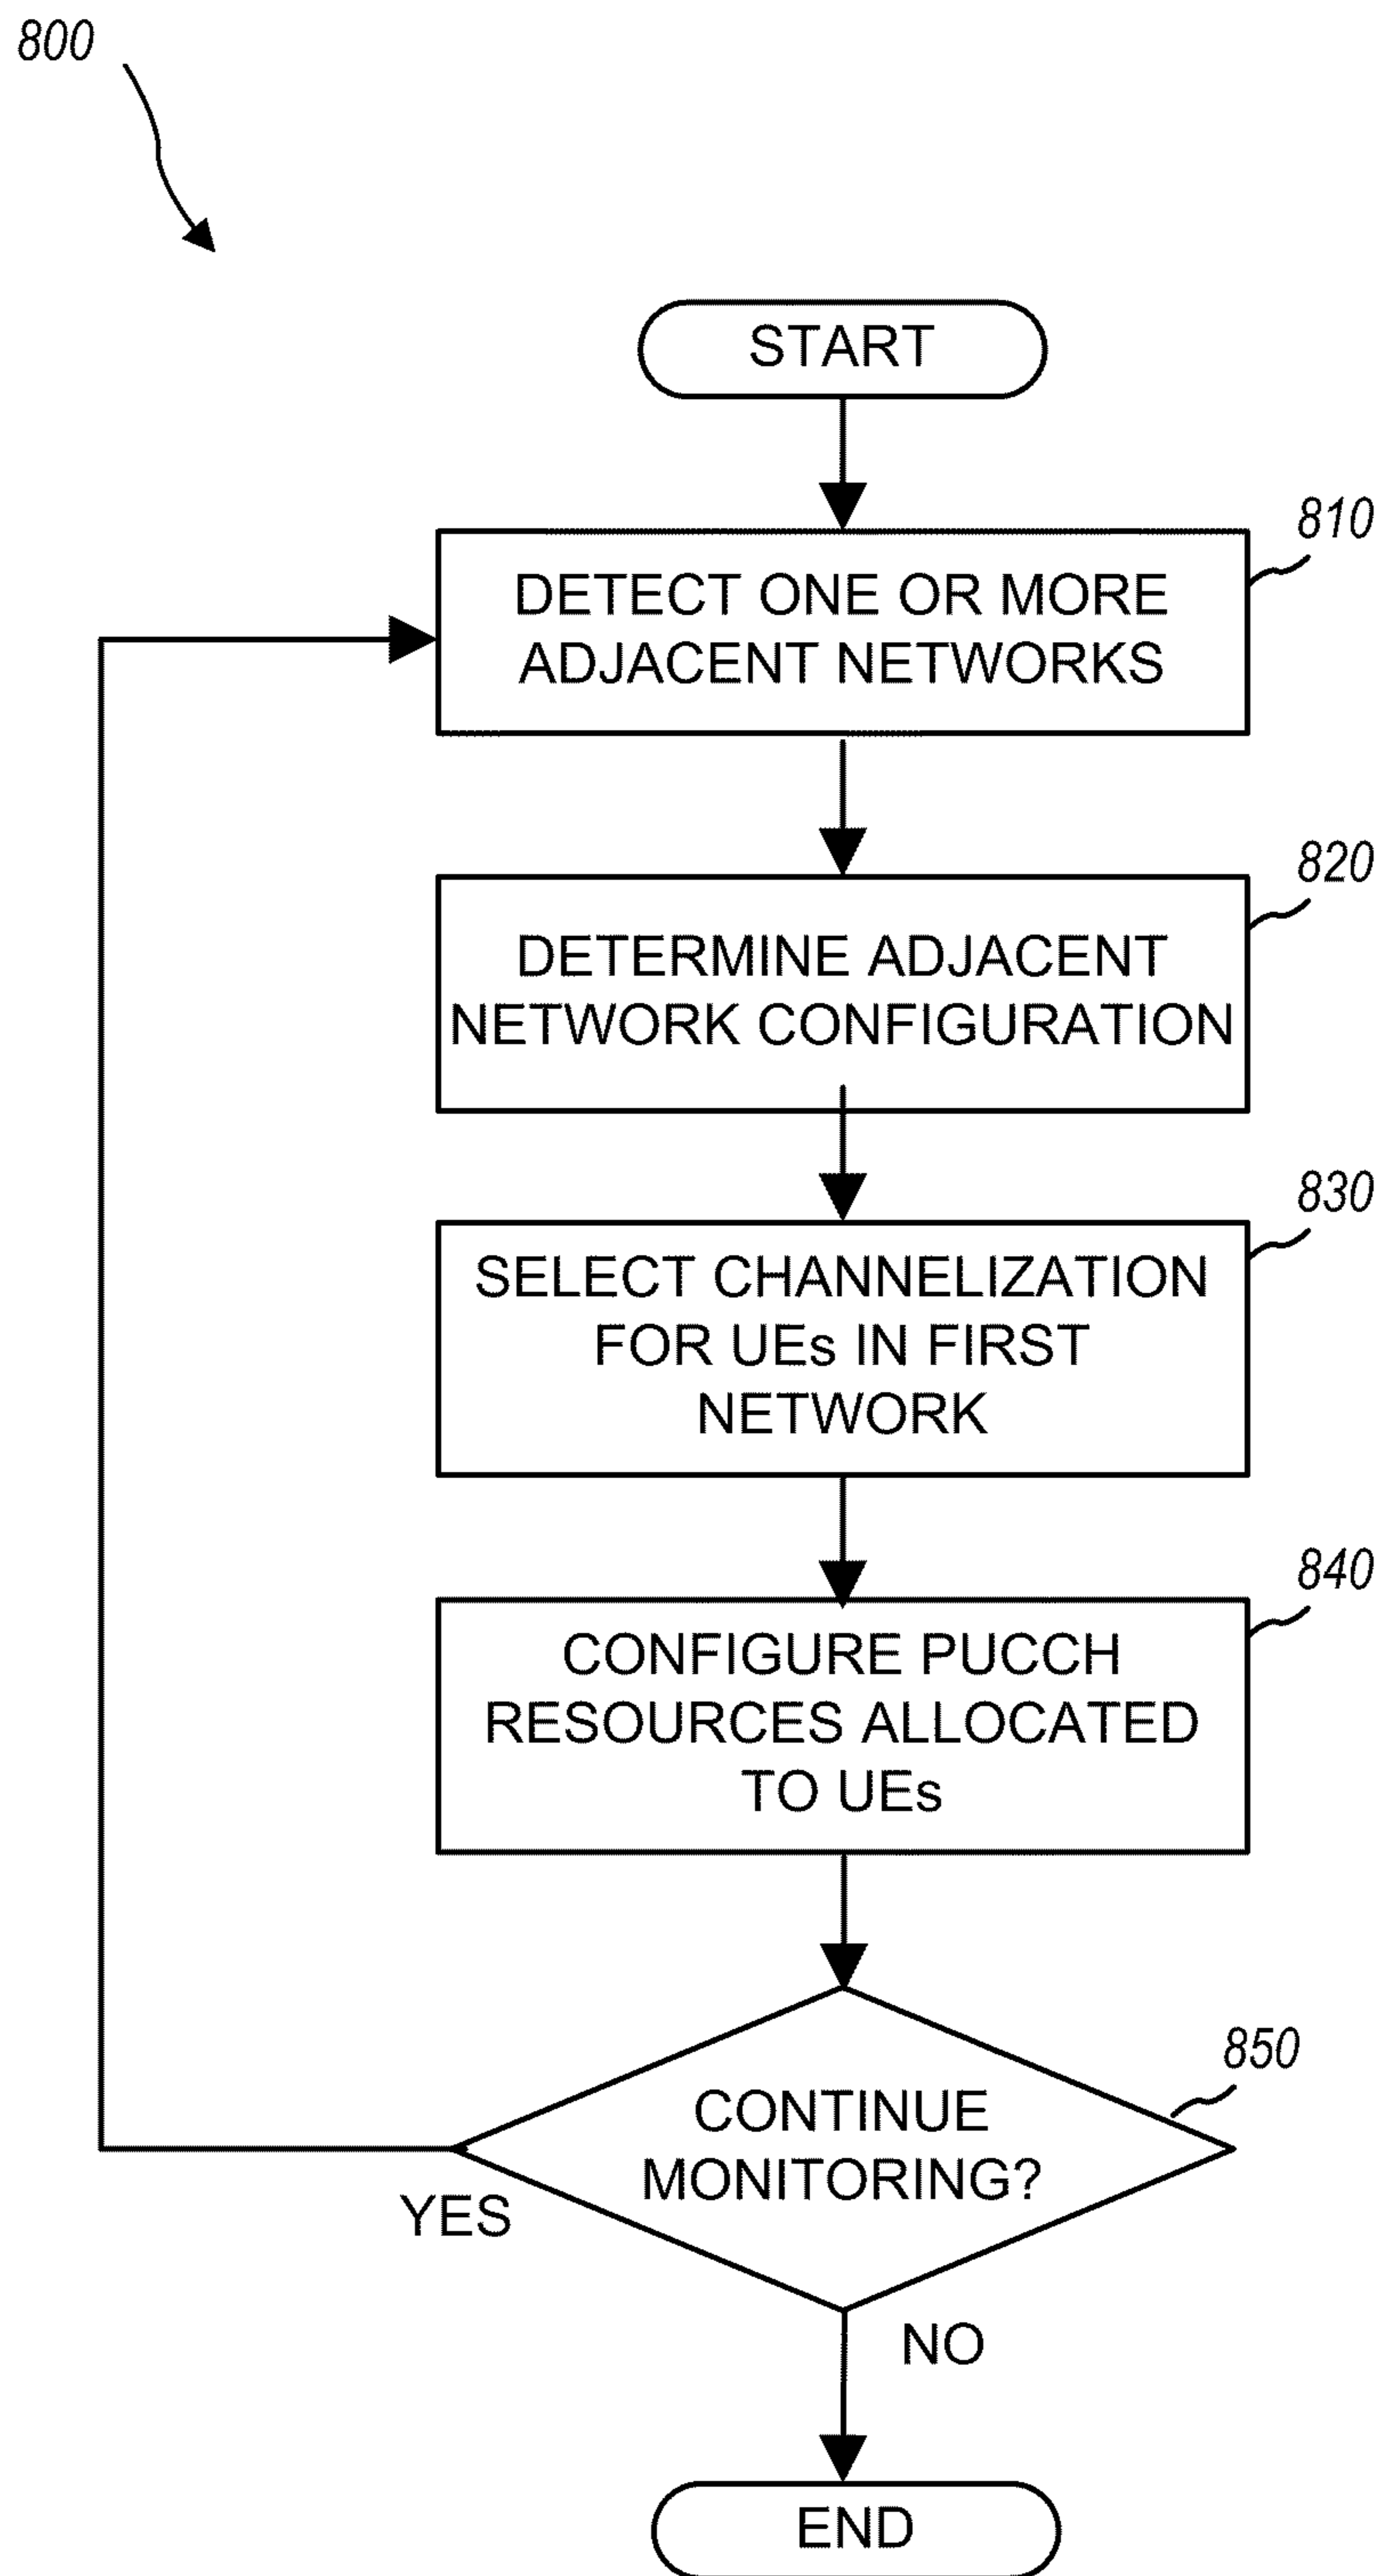 800
START
810
DETECT ONE OR MORE
ADJACENT NETWORKS
820
DETERMINE ADJACENT
NETWORK CONFIGURATION
830
SELECT CHANNELIZATION
FOR UEs IN FIRST
NETWORK
840
CONFIGURE PUCCH
RESOURCES ALLOCATED
TO UEs
850
CONTINUE
MONITORING?
YES
NO
END